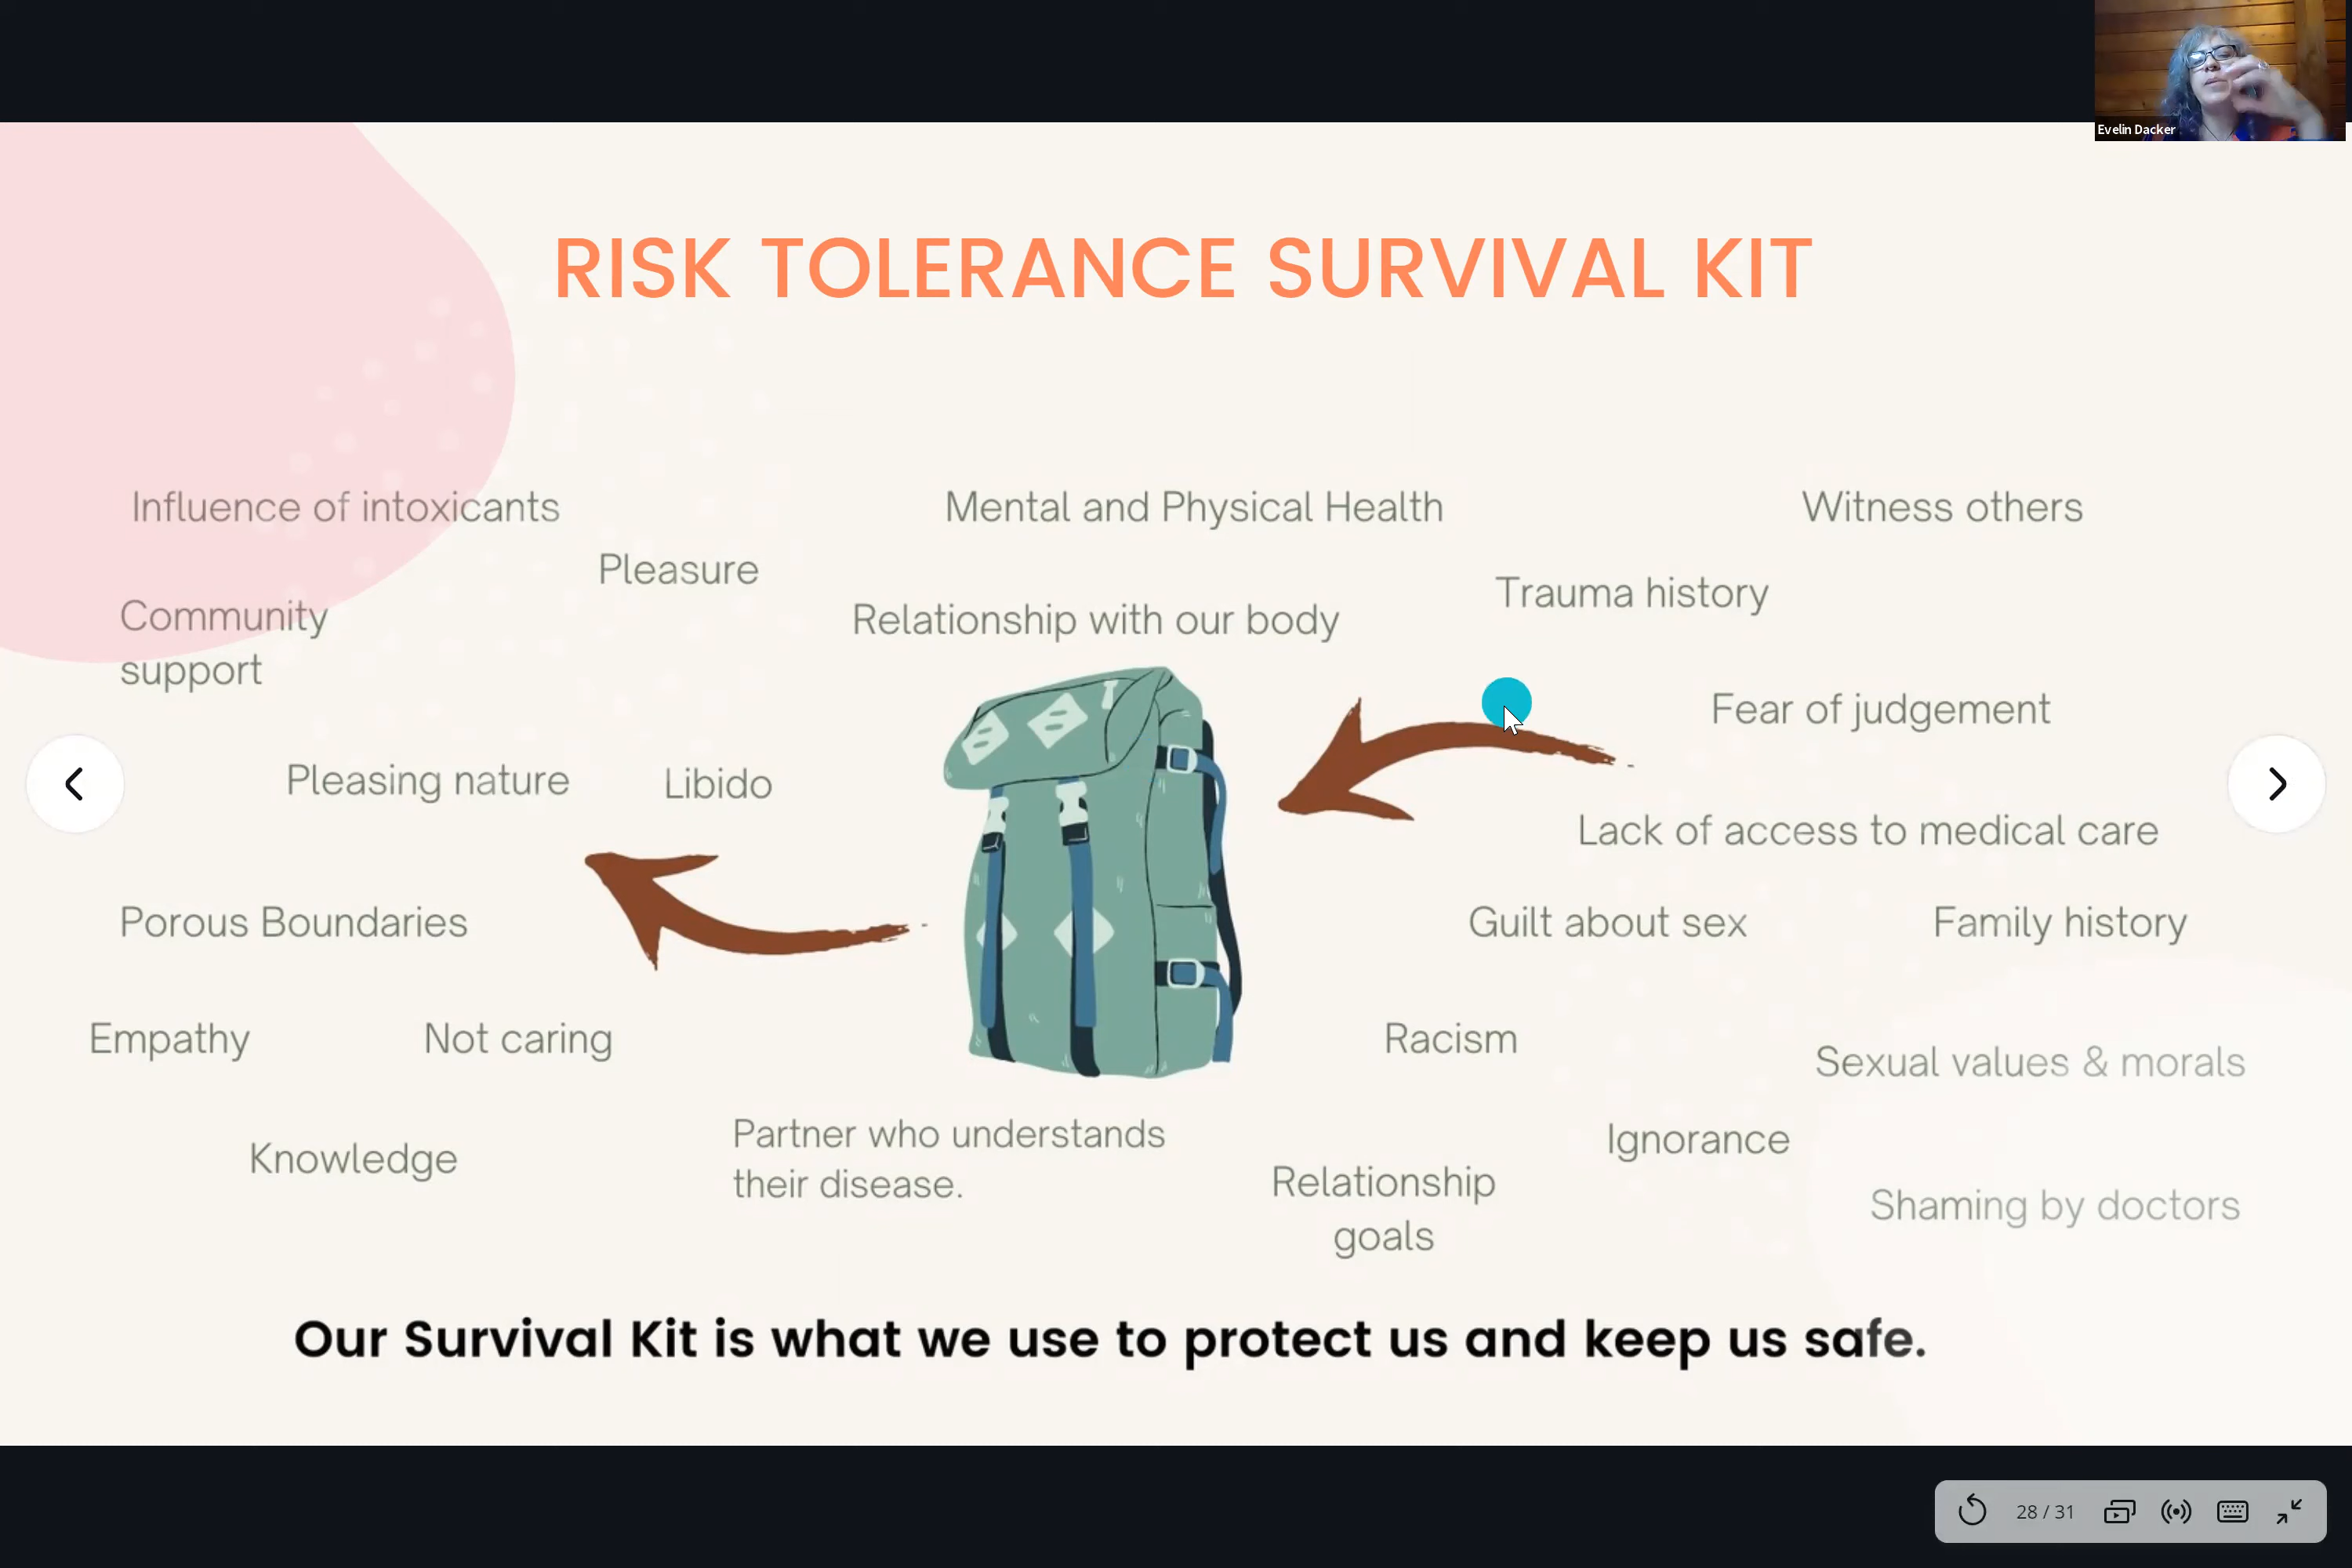 Evelin Dacker
RISK TOLERANCE SURVIVAL KIT
Influence of intoxicants
Mental and Physical Health
Witness others
Pleasure
Trauma history
Community
support
Relationship with our body
Fear of judgement
Pleasing nature
Libido
Lack of access to medical care
Porous Boundaries
Guilt about sex
Family history
Empathy
Not caring
Racism
Sexual values & morals
Knowledge
Partner who understands
their disease.
Ignorance
Relationship
goals
Shaming by doctors
Our Survival Kit is what we use to protect us and keep us safe.
28 / 31